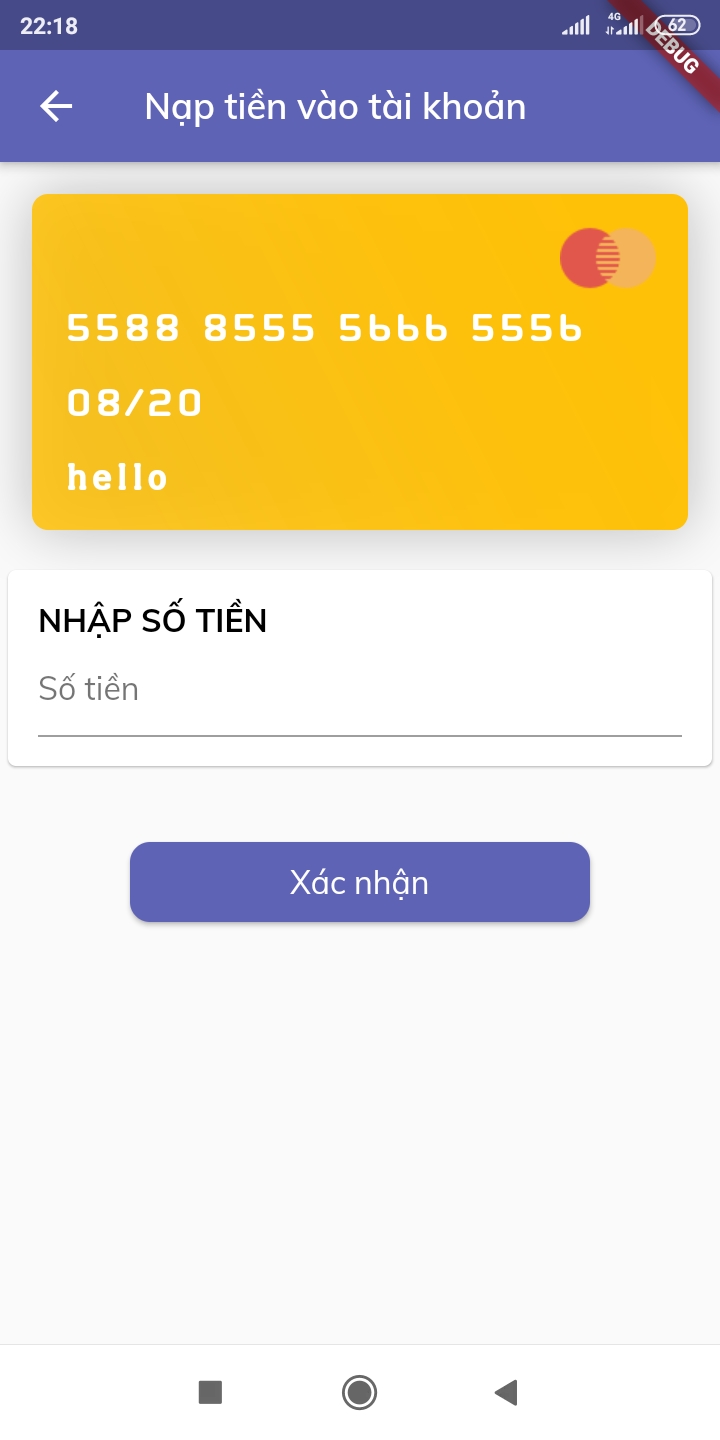 22:18
4G
62
DEBUG
Nạp tiền vào tài khoản
5588 8555 5666 5556
08/20
hello
NHẬP SỐ TIỀN
Số tiền
Xác nhận